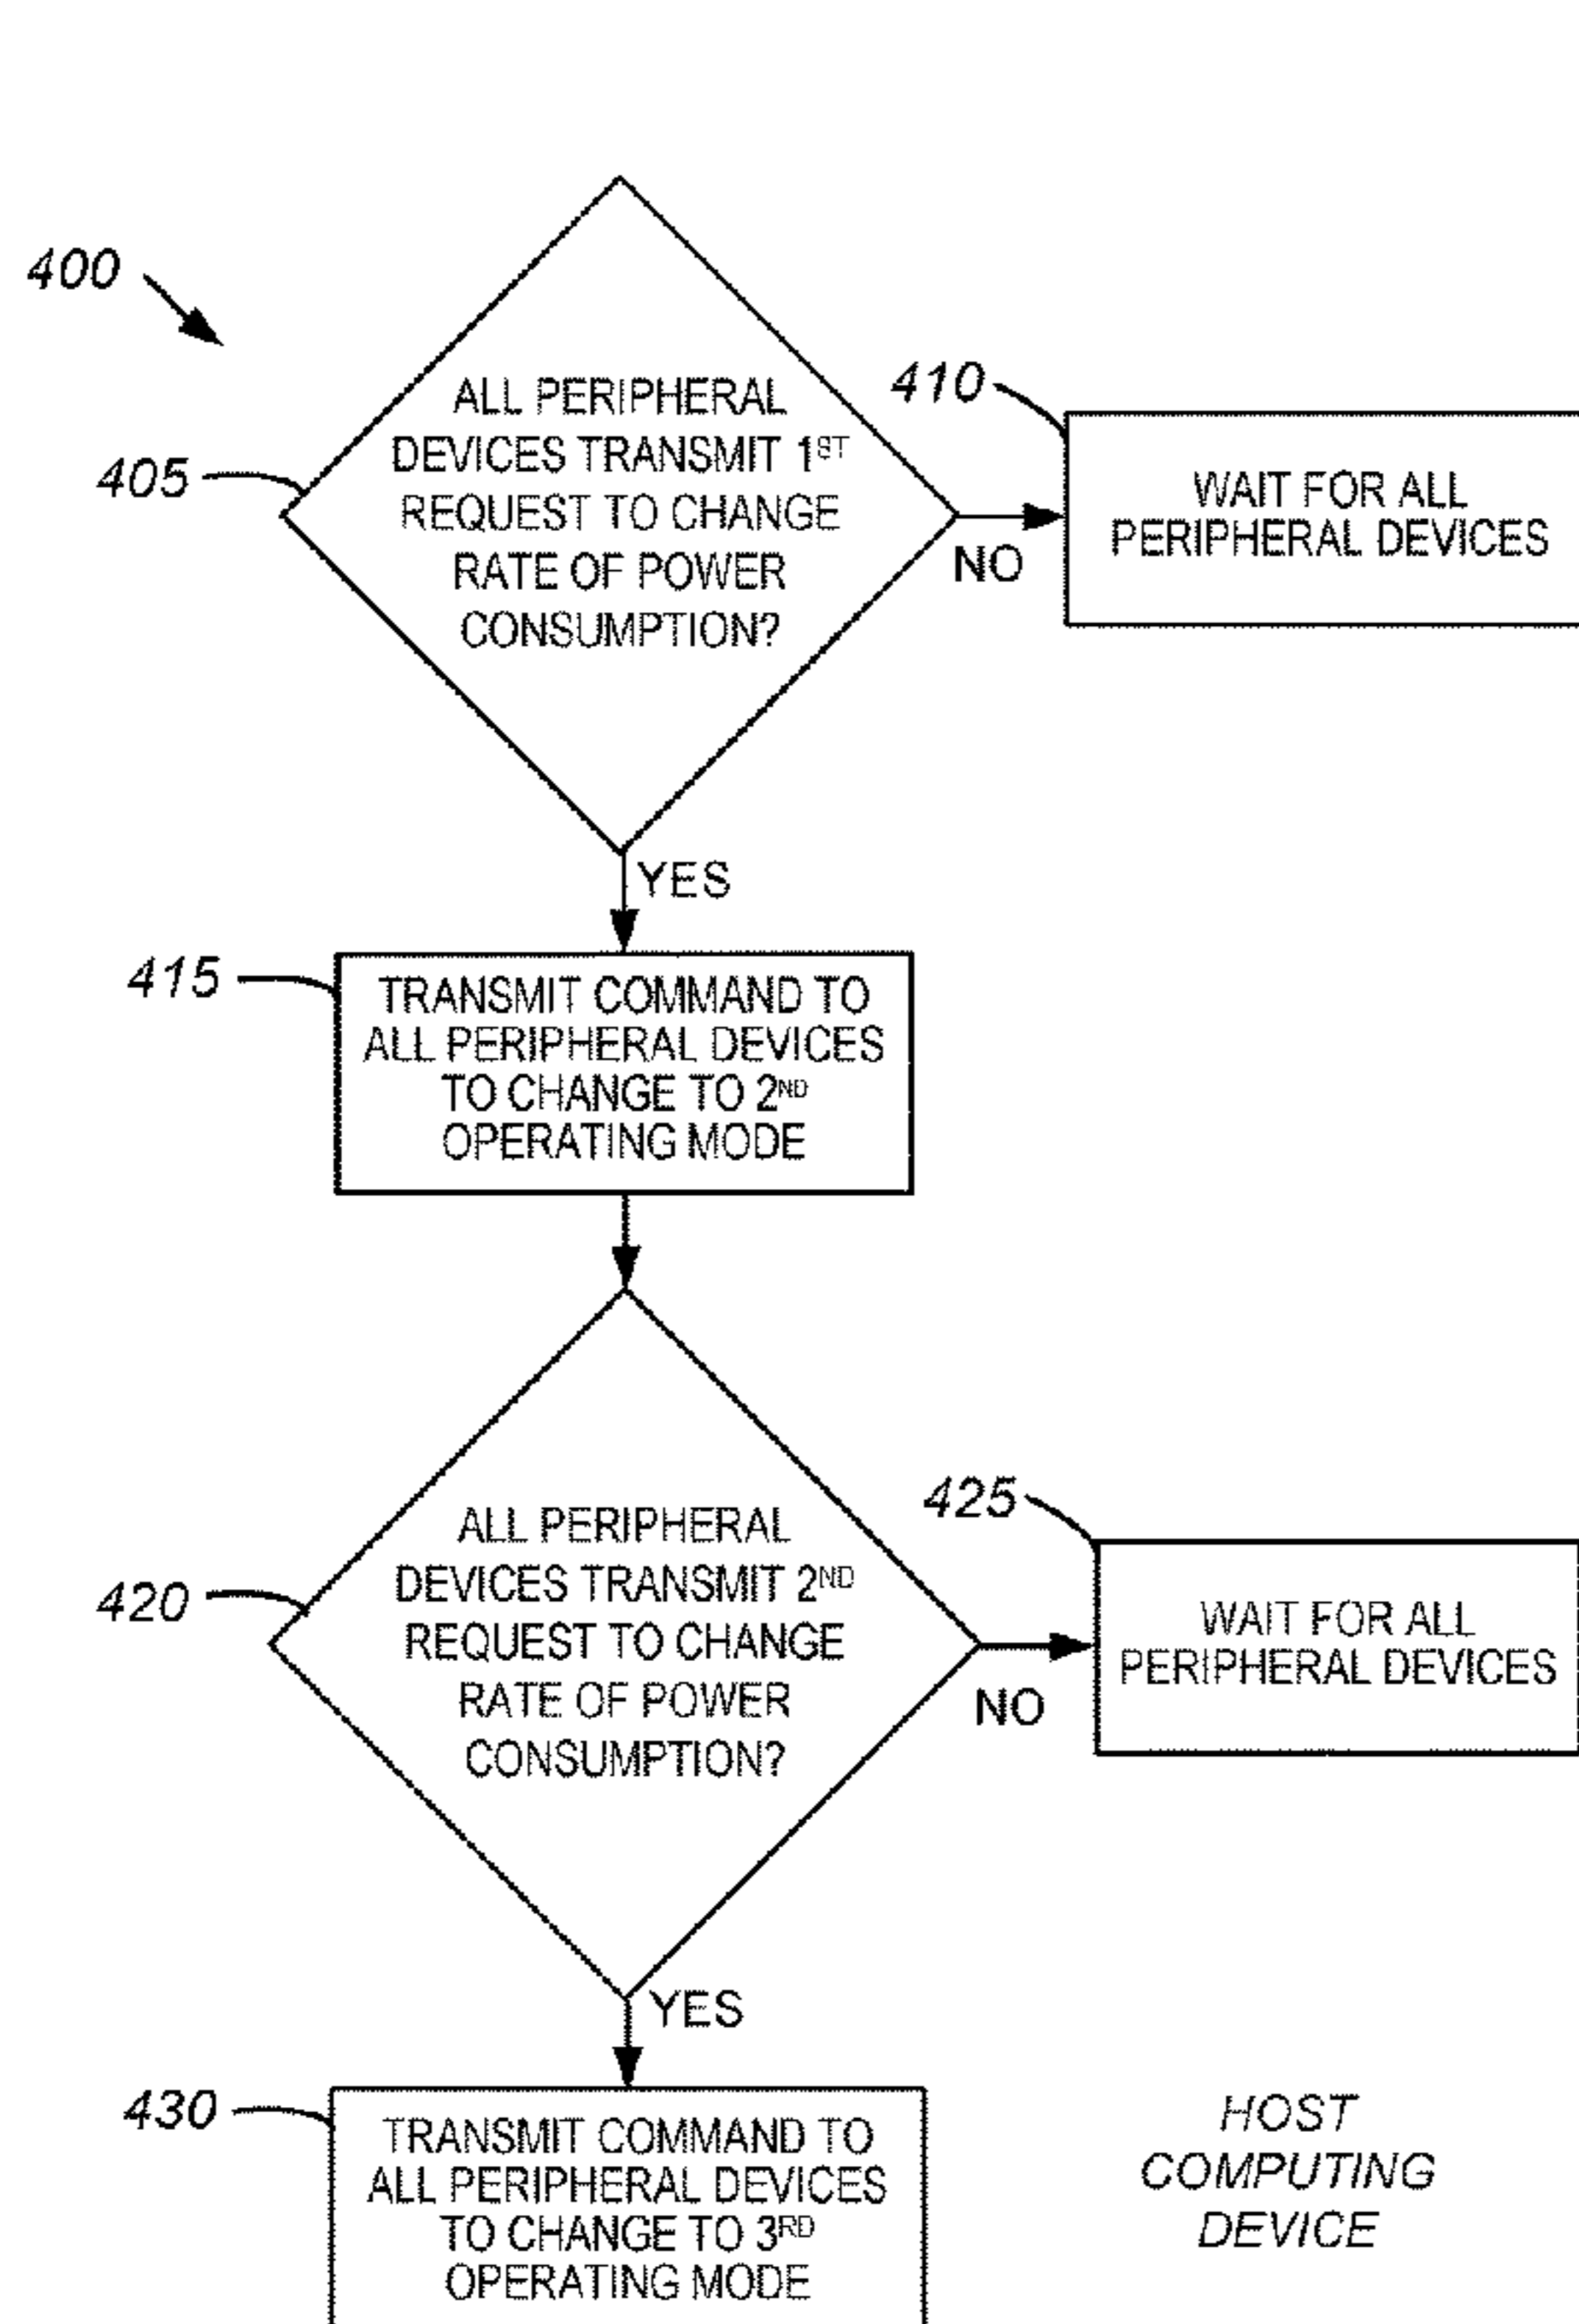 400
405
ALL PERIPHERAL
DEVICES TRANSMIT 1ST
REQUEST TO CHANGE
RATE OF POWER
CONSUMPTION?
NO
410
WAIT FOR ALL
PERIPHERAL DEVICES
YES
415
TRANSMIT COMMAND TO
ALL PERIPHERAL DEVICES
TO CHANGE TO 2ND
OPERATING MODE
420
ALL PERIPHERAL
DEVICES TRANSMIT 2ND
REQUEST TO CHANGE
RATE OF POWER
CONSUMPTION?
NO
425
WAIT FOR ALL
PERIPHERAL DEVICES
YES
430
TRANSMIT COMMAND TO
ALL PERIPHERAL DEVICES
TO CHANGE TO 3RD
OPERATING MODE
HOST
COMPUTING
DEVICE